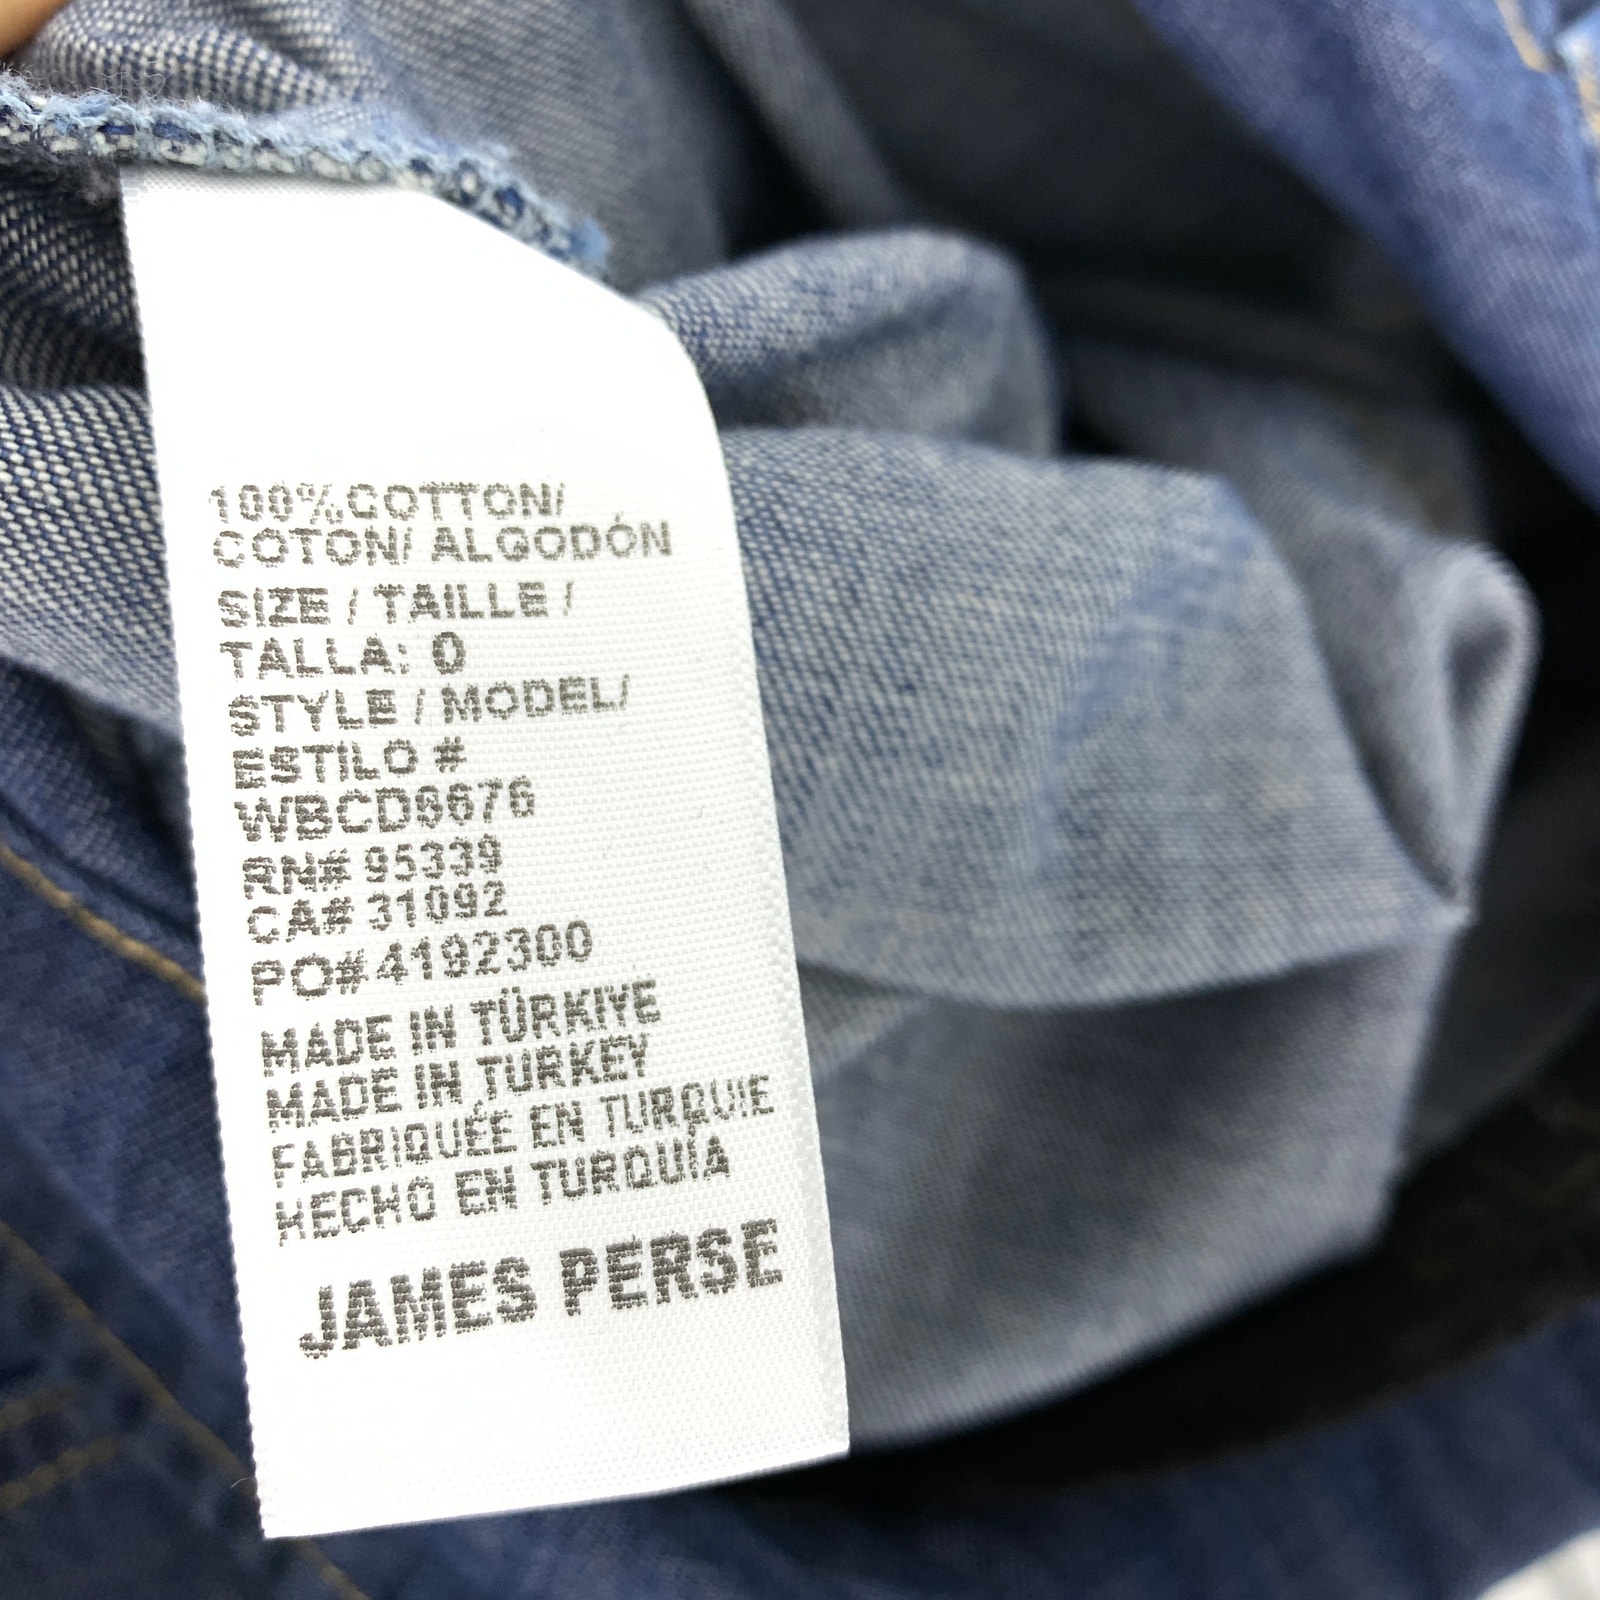 100%COTTON/
COTON/ ALGODÓN
SIZE / TAILLE /
TALLA: 0
STYLE / MODEL/
ESTILO #
WBCD6676
RN# 95339
CA# 31092
PO# 4192300
MADE IN TÜRKIYE
MADE IN TURKEY
FABRIQUÉE EN TURQUIE
HECHO EN TURQUÍA
JAMES PERSE